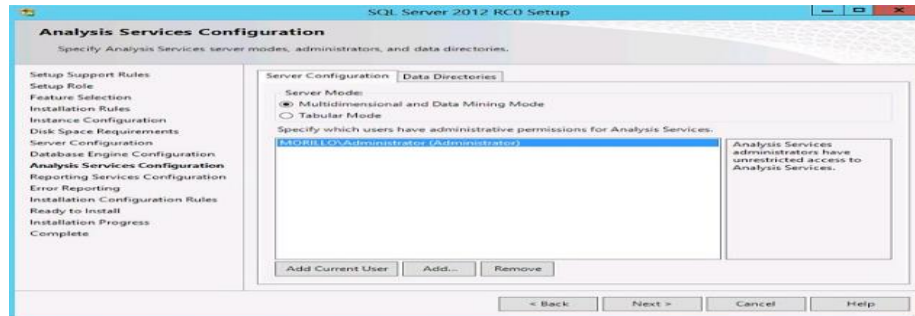 SQL Server 2012 RC0 Setup
Analysis Services Configuration
Specify Analysis Services server modes, administrators, and data directories.
Setup Support Rules
Setup Role
Feature Selection
Installation Rules
Instance Configuration
Disk Space Requirements
Server Configuration
Database Engine Configuration
Analysis Services Configuration
Reporting Services Configuration
Error Reporting
Installation Configuration Rules
Ready to Install
Installation Progress
Complete
Server Configuration Data Directories
Server Mode:
Multidimensional and Data Mining Mode
Tabular Mode
Specify which users have administrative permissions for Analysis Services.
MORILLO\Administrator (Administrator)
Analysis Services
administrators have
unrestricted access to
Analysis Services.
Add Current User Add... Remove
< Back Next > Cancel Help